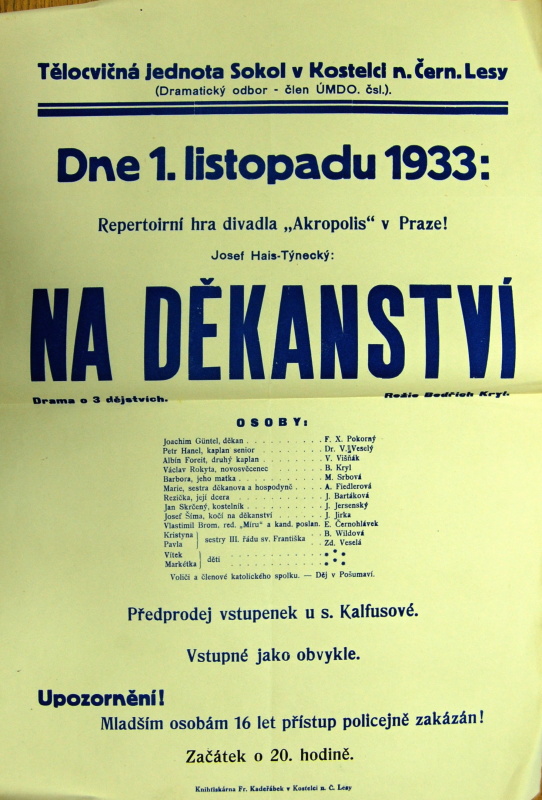 Tělocvičná jednota Sokol v Kostelci n. Čern. Lesy
(Dramatický odbor - člen ÚMDO. čsl.).
Dne 1. listopadu 1933:
Repertoirní hra divadla „Akropolis“ v Praze!
Josef Hais-Týnecký:
NA DĚKANSTVÍ
Drama o 3 dějstvích. Režie Bedřich Kryl.
OSOBY:
Joachim Güntel, děkan . . . . . . . . . . F. X. Pokorný
Petr Hanel, kaplan senior . . . . . . . . . Dr. V. Veselý
Albín Foreit, druhý kaplan . . . . . . . . . V. Višňák
Václav Rokyta, novosvěcenec . . . . . . . . B. Kryl
Barbora, jeho matka . . . . . . . . . . M. Srbová
Marie, sestra děkanova a hospodyně . . . . . A. Fiedlerová
Rezička, její dcera . . . . . . . . . . J. Bartáková
Jan Skrčený, kostelník . . . . . . . . . . J. Jersenský
Josef Šíma, kočí na děkanství . . . . . . . J. Jirka
Vlastimil Brom, red. „Míru“ a kand. poslan. E. Černohlávek
Kristyna } sestry III. řádu sv. Františka . . B. Wildová
Pavla Zd. Veselá
Vítek } děti . . . . . . . . . .
Markétka
Voliči a členové katolického spolku. — Děj v Pošumaví.
Předprodej vstupenek u s. Kalfusové.
Vstupné jako obvykle.
Upozornění!
Mladším osobám 16 let přístup policejně zakázán!
Začátek o 20. hodině.
Knihtiskárna Fr. Kadeřábek v Kostelci n. Č. Lesy